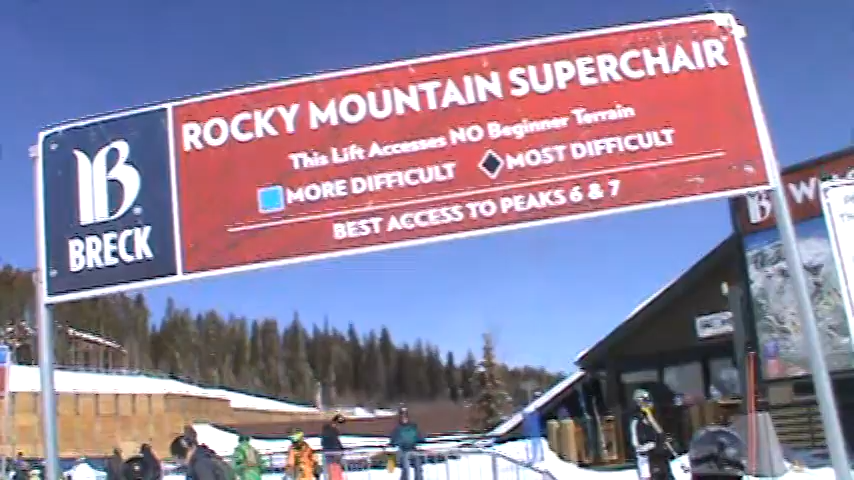 ROCKY MOUNTAIN SUPERCHAIR
This Lift Accesses NO Beginner Terrain
MORE DIFFICULT MOST DIFFICULT
BEST ACCESS TO PEAKS 6 & 7
B
BRECK